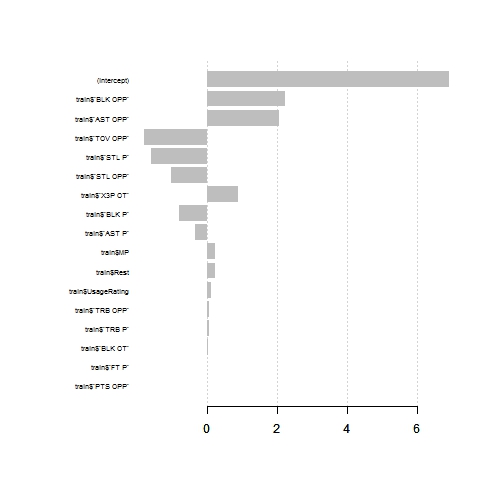 (Intercept)
train$`BLK OPP`
train$`AST OPP`
train$`TOV OPP`
train$`STL P`
train$`STL OPP`
train$`X3P OT`
train$`BLK P`
train$`AST P`
train$MP
train$Rest
train$UsageRating
train$`TRB OPP`
train$`TRB P`
train$`BLK OT`
train$`FT P`
train$`PTS OPP`
0 2 4 6